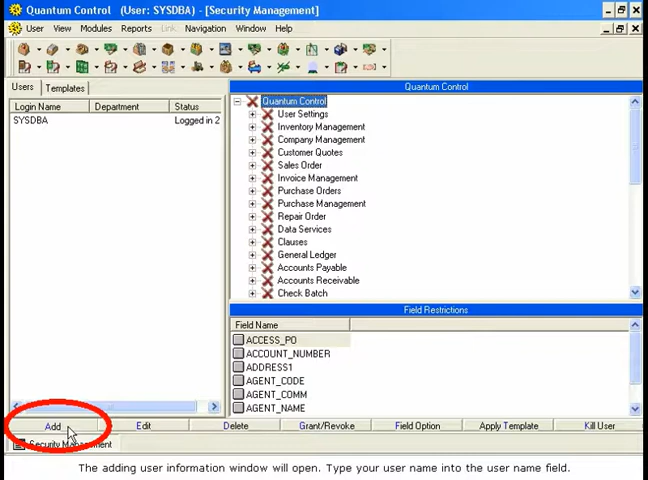 Quantum Control (User: SYSDBA) - [Security Management]
User View Modules Reports Link Navigation Window Help
Users Templates
Quantum Control
Login Name Department Status
SYSDBA Logged in 2
Quantum Control
User Settings
Inventory Management
Company Management
Customer Quotes
Sales Order
Invoice Management
Purchase Orders
Purchase Management
Repair Order
Data Services
Clauses
General Ledger
Accounts Payable
Accounts Receivable
Check Batch
Field Restrictions
Field Name
ACCESS_PO
ACCOUNT_NUMBER
ADDRESS1
AGENT_CODE
AGENT_COMM
AGENT_NAME
Add Edit Delete Grant/Revoke Field Option Apply Template Kill User
Security Management
The adding user information window will open. Type your user name into the user name field.